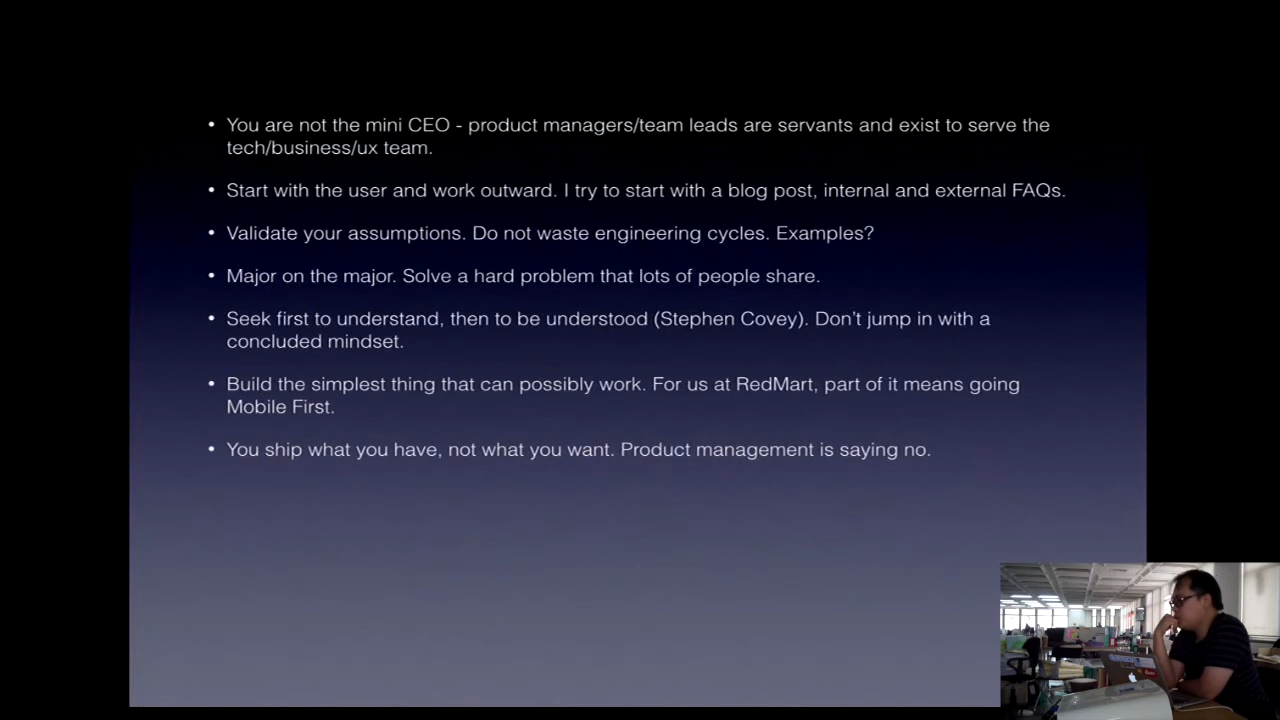 • You are not the mini CEO - product managers/team leads are servants and exist to serve the
tech/business/ux team.
• Start with the user and work outward. I try to start with a blog post, internal and external FAQs.
• Validate your assumptions. Do not waste engineering cycles. Examples?
• Major on the major. Solve a hard problem that lots of people share.
• Seek first to understand, then to be understood (Stephen Covey). Don’t jump in with a
concluded mindset.
• Build the simplest thing that can possibly work. For us at RedMart, part of it means going
Mobile First.
• You ship what you have, not what you want. Product management is saying no.